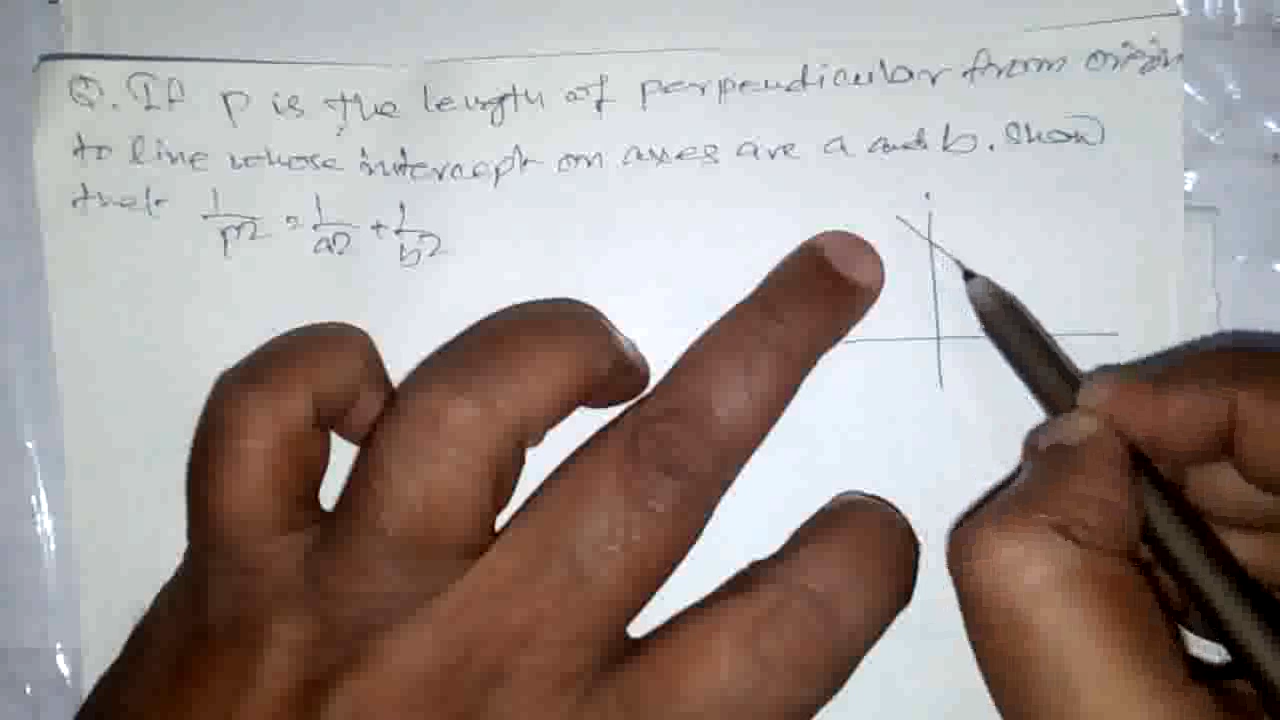 Q. If P is the length of perpendicular from origin
to line whose intercept on axes are a and b. show
that 1/p2 = 1/a2 + 1/b2